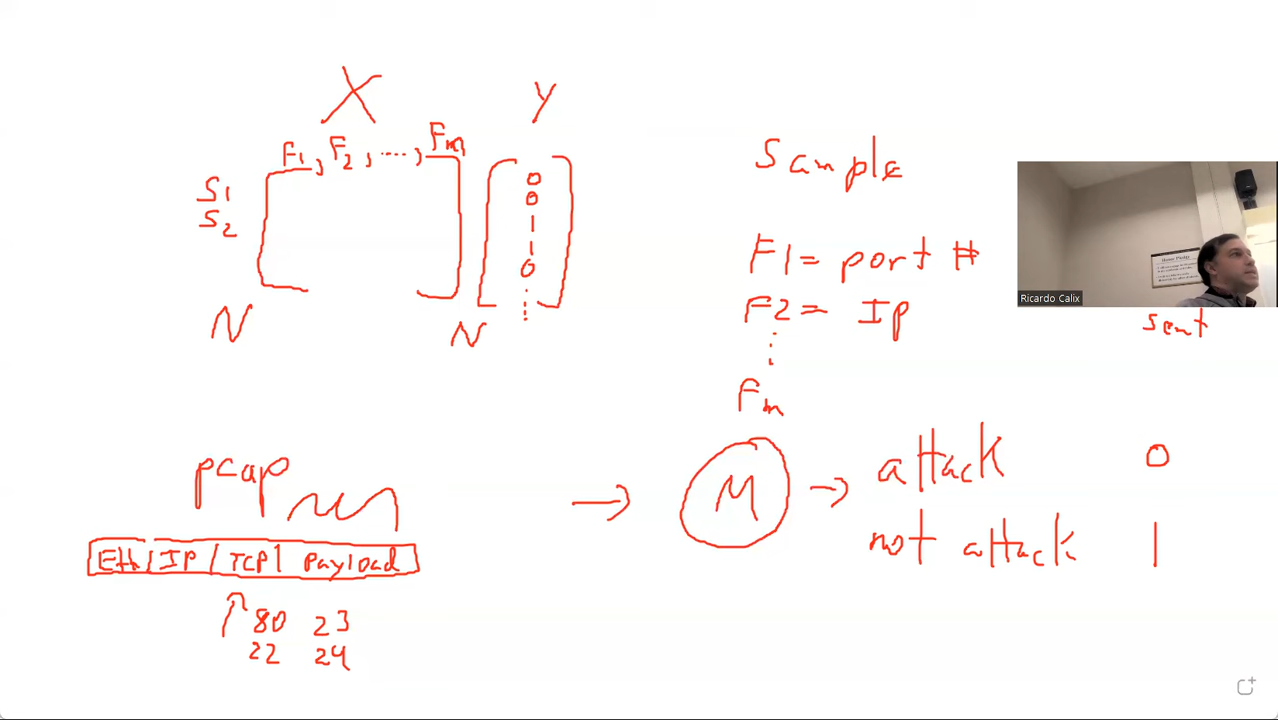 X
Y
F1, F2, ...., Fm
S1
S2
0
0
1
1
0
N
N
Sample
F1 = port #
F2 = Ip
Fm
Ricardo Calix
sent
pcap
Eth/IP/TCP| payload
80 23
22 24
M
attack 0
not attack 1